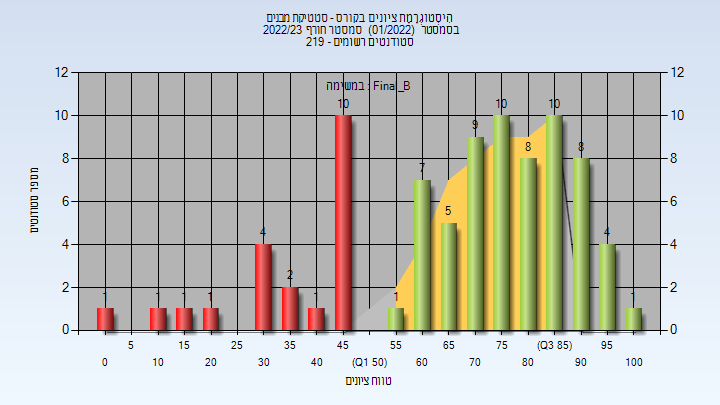 היסטוגרמת ציונים בקורס - סטטיקת מבנים
בסמסטר (01/2022) סמסטר חורף 2022/23
סטודנטים רשומים - 219
במשימה : Final_B
מספר סטודנטים
12 12
10 10
8 8
6 6
4 4
2 2
0 0
1 1 1 1 4 2 1 10 1 7 5 9 10 8 10 8 4 1
5 15 25 35 45 55 65 75 (Q3 85) 95
0 10 20 30 40 (Q1 50) 60 70 80 90 100
טווח ציונים